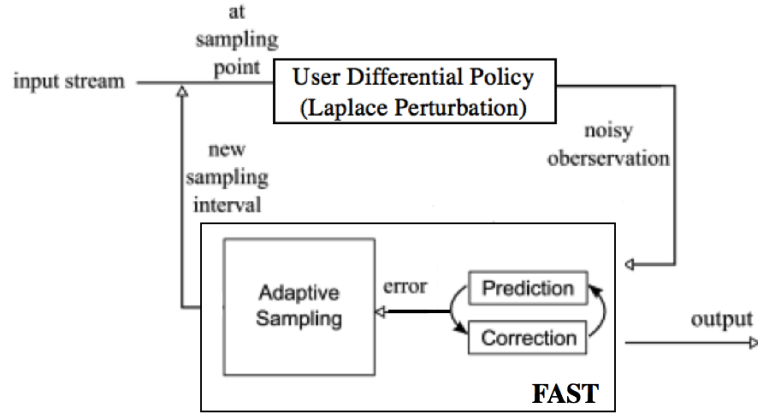 at
sampling
point
input stream
User Differential Policy
(Laplace Perturbation)
noisy
oberservation
new
sampling
interval
Adaptive
Sampling
error
Prediction
Correction
output
FAST